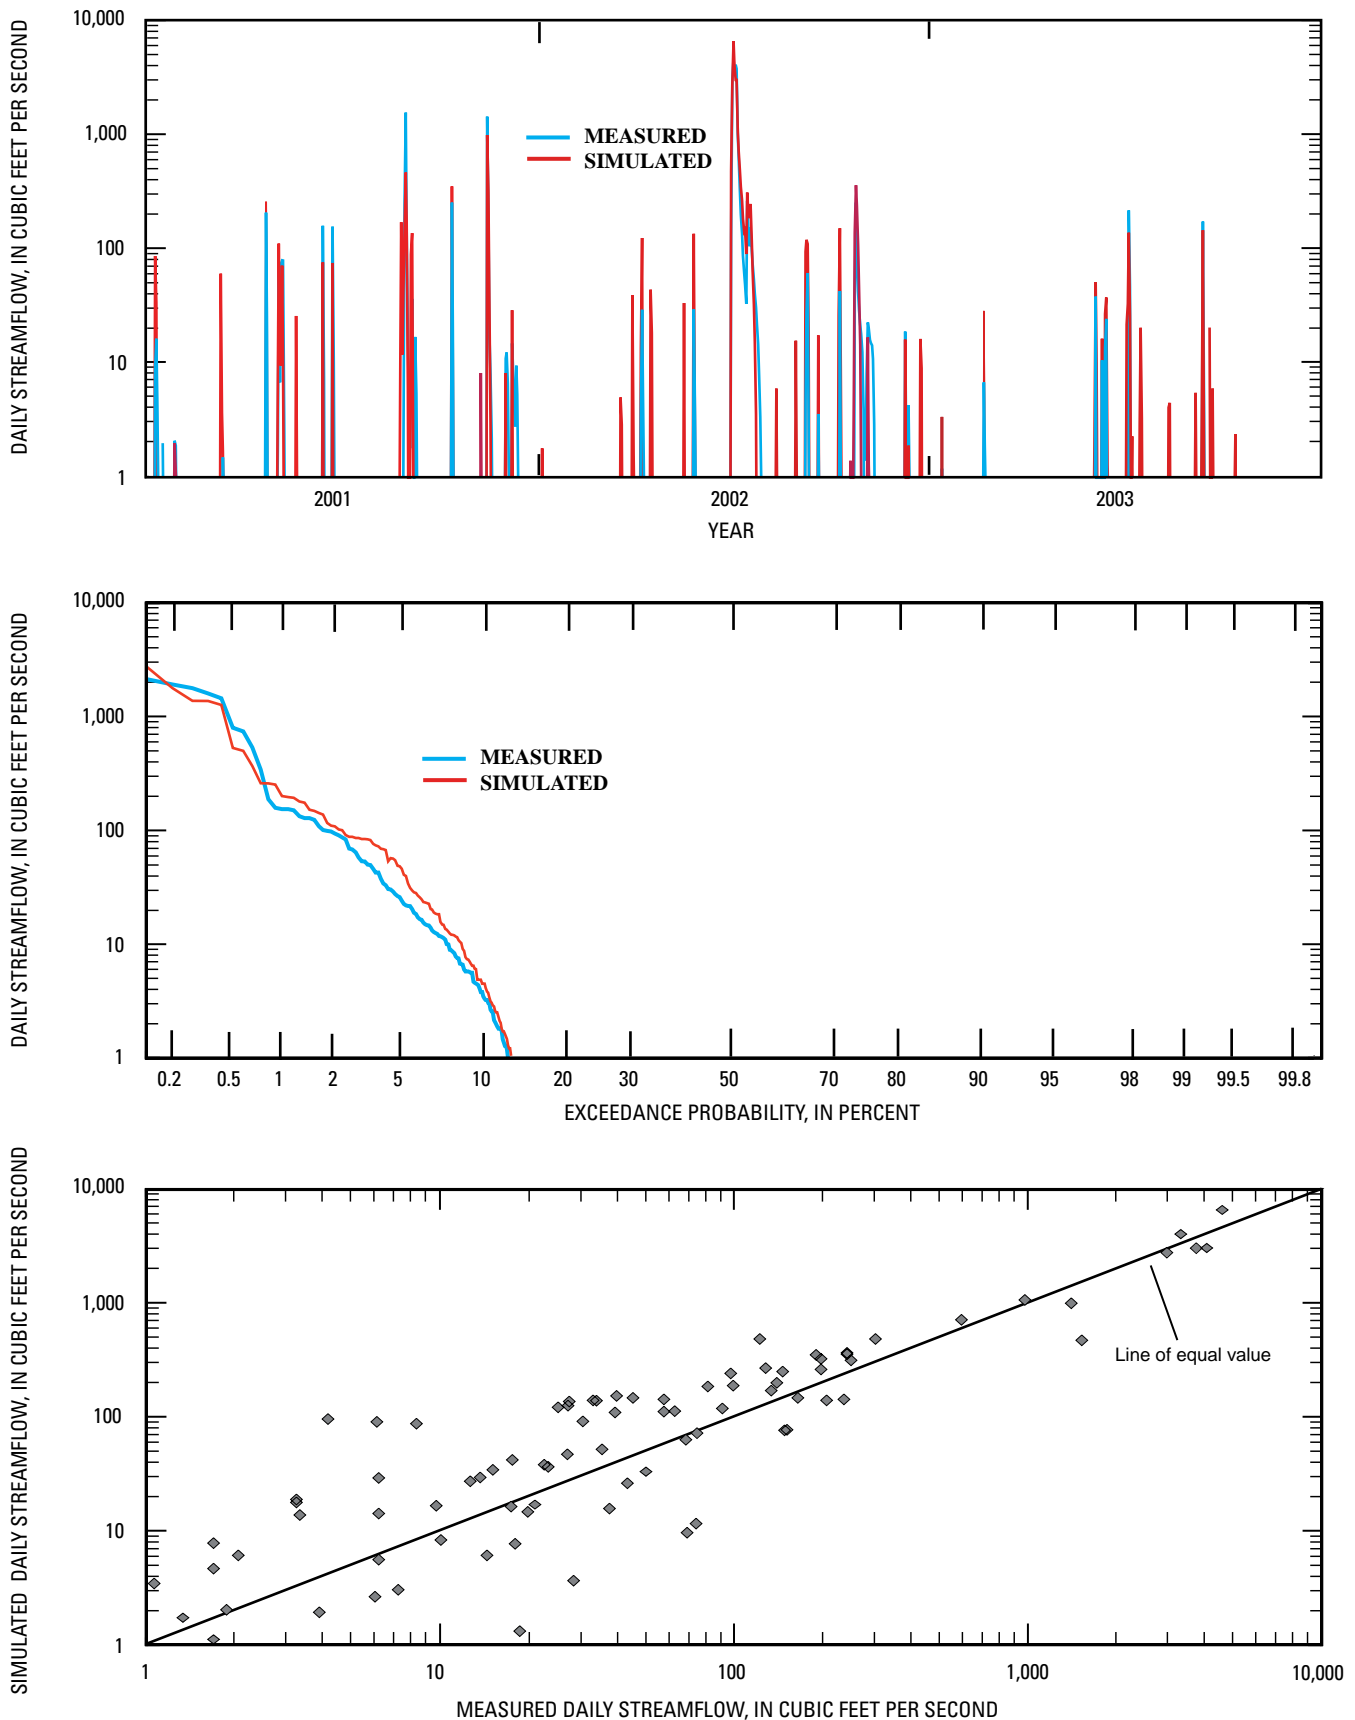 DAILY STREAMFLOW, IN CUBIC FEET PER SECOND
10,000
1,000
100
10
1
MEASURED
SIMULATED
2001 2002 2003
YEAR
DAILY STREAMFLOW, IN CUBIC FEET PER SECOND
10,000
1,000
100
10
1
MEASURED
SIMULATED
0.2 0.5 1 2 5 10 20 30 50 70 80 90 95 98 99 99.5 99.8
EXCEEDANCE PROBABILITY, IN PERCENT
SIMULATED DAILY STREAMFLOW, IN CUBIC FEET PER SECOND
10,000
1,000
100
10
1
Line of equal value
1 10 100 1,000 10,000
MEASURED DAILY STREAMFLOW, IN CUBIC FEET PER SECOND